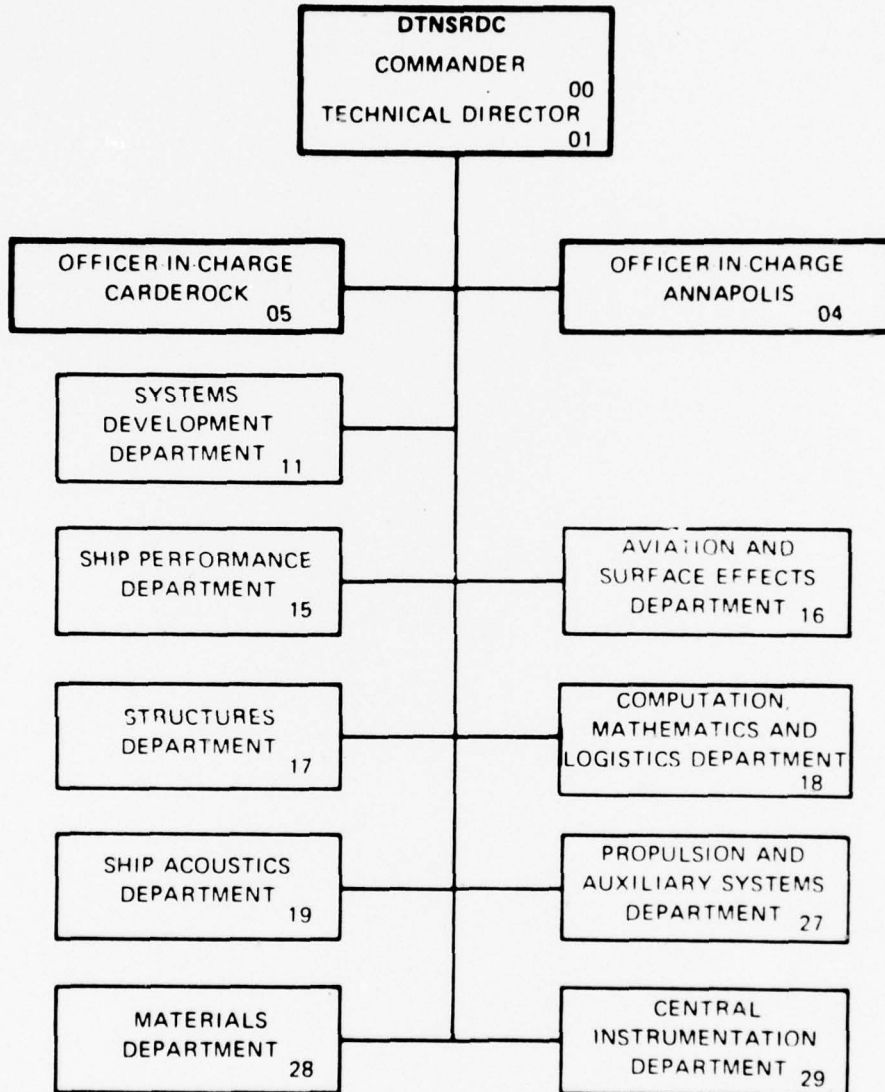 DTNSRDC
COMMANDER
00
TECHNICAL DIRECTOR
01
OFFICER-IN-CHARGE
CARDEROCK
05
OFFICER-IN-CHARGE
ANNAPOLIS
04
SYSTEMS
DEVELOPMENT
DEPARTMENT
11
SHIP PERFORMANCE
DEPARTMENT
15
AVIATION AND
SURFACE EFFECTS
DEPARTMENT
16
STRUCTURES
DEPARTMENT
17
COMPUTATION,
MATHEMATICS AND
LOGISTICS DEPARTMENT
18
SHIP ACOUSTICS
DEPARTMENT
19
PROPULSION AND
AUXILIARY SYSTEMS
DEPARTMENT
27
MATERIALS
DEPARTMENT
28
CENTRAL
INSTRUMENTATION
DEPARTMENT
29